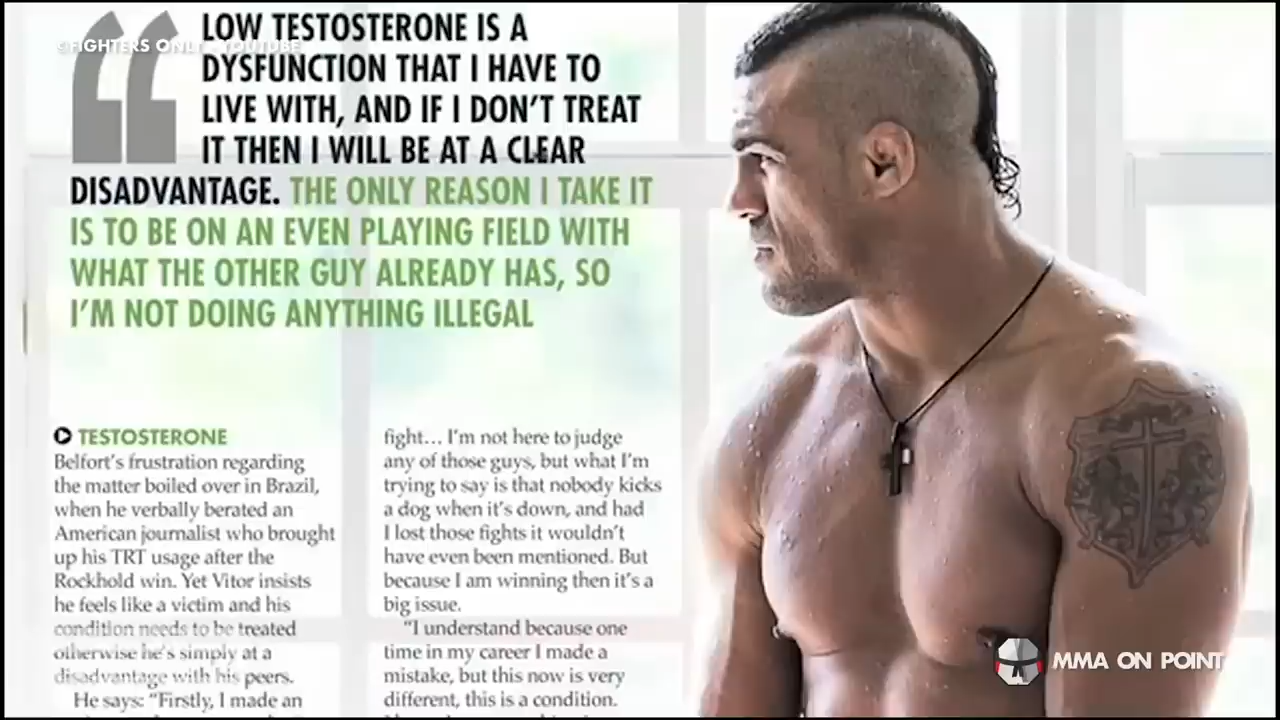 ©FIGHTERS ONLY - YOUTUBE
LOW TESTOSTERONE IS A
DYSFUNCTION THAT I HAVE TO
LIVE WITH, AND IF I DON'T TREAT
IT THEN I WILL BE AT A CLEAR
DISADVANTAGE. THE ONLY REASON I TAKE IT
IS TO BE ON AN EVEN PLAYING FIELD WITH
WHAT THE OTHER GUY ALREADY HAS, SO
I'M NOT DOING ANYTHING ILLEGAL
TESTOSTERONE
Belfort's frustration regarding
the matter boiled over in Brazil,
when he verbally berated an
American journalist who brought
up his TRT usage after the
Rockhold win. Yet Vitor insists
he feels like a victim and his
condition needs to be treated
otherwise he's simply at a
disadvantage with his peers.
He says: "Firstly, I made an
fight... I'm not here to judge
any of those guys, but what I'm
trying to say is that nobody kicks
a dog when it's down, and had
I lost those fights it wouldn't
have even been mentioned. But
because I am winning then it's a
big issue.
"I understand because one
time in my career I made a
mistake, but this now is very
different, this is a condition.
MMA ON POINT